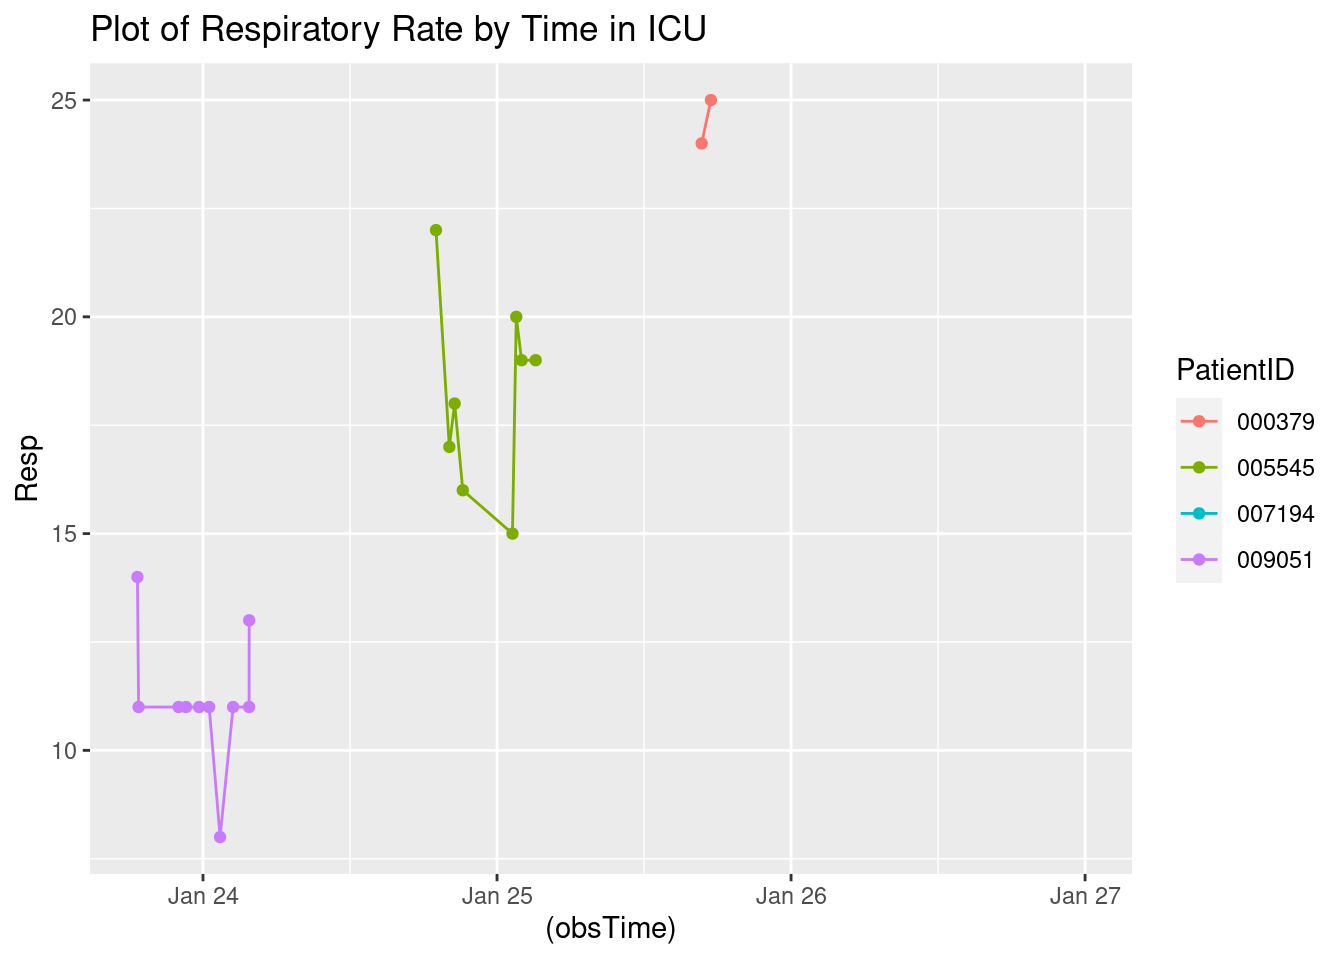 Plot of Respiratory Rate by Time in ICU
25
20
15
10
Resp
Jan 24
Jan 25
Jan 26
Jan 27
(obsTime)
PatientID
000379
005545
007194
009051